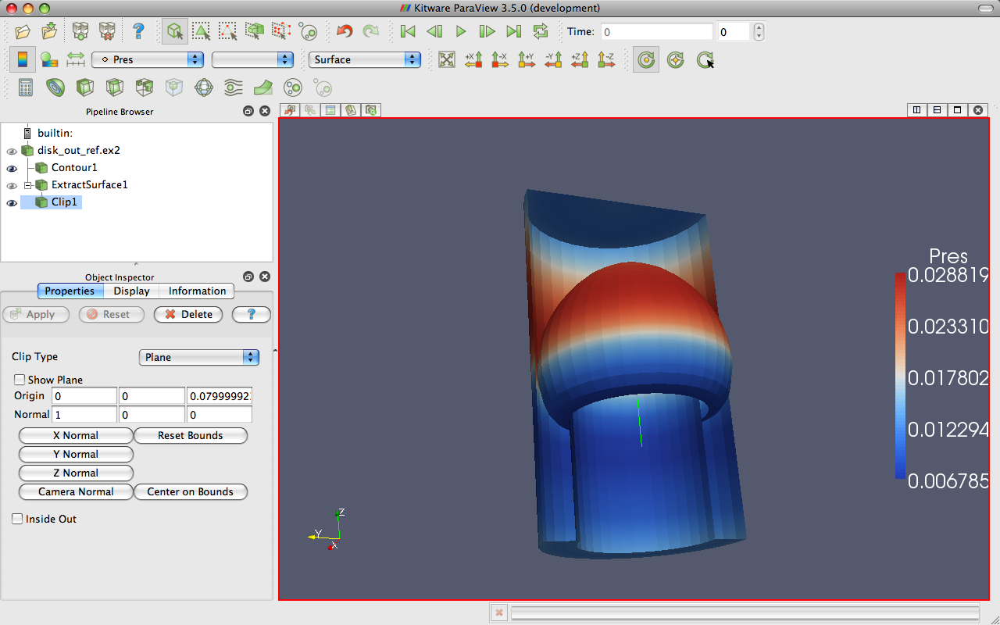 Kitware ParaView 3.5.0 (development)
?
Time: 0 0
Pres Surface
+X -X +Y -Y +Z -Z
Pipeline Browser
builtin:
disk_out_ref.ex2
Contour1
ExtractSurface1
Clip1
Object Inspector
Properties Display Information
Apply Reset Delete ?
Clip Type Plane
Show Plane
Origin 0 0 0.07999992
Normal 1 0 0
X Normal Reset Bounds
Y Normal
Z Normal
Camera Normal Center on Bounds
Inside Out
Pres
0.028819
0.023310
0.017802
0.012294
0.006785
Z
Y
X